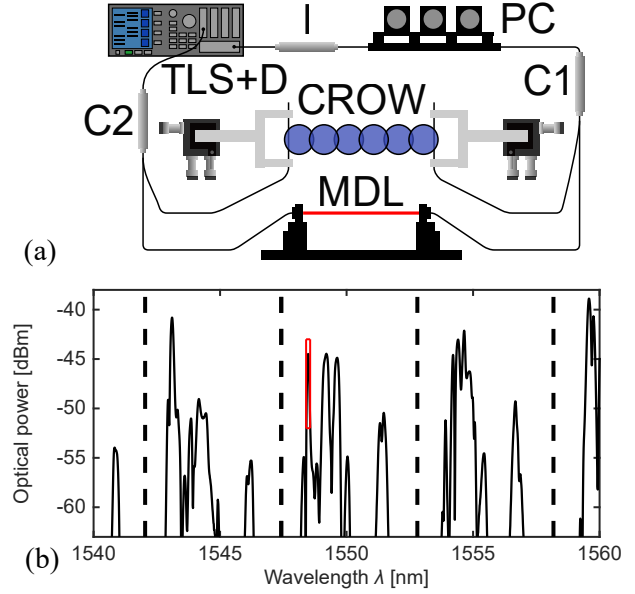 I
PC
TLS+D
C1
C2
CROW
MDL
(a)
-40
-45
-50
-55
-60
Optical power [dBm]
1540
1545
1550
1555
1560
(b)
Wavelength λ [nm]